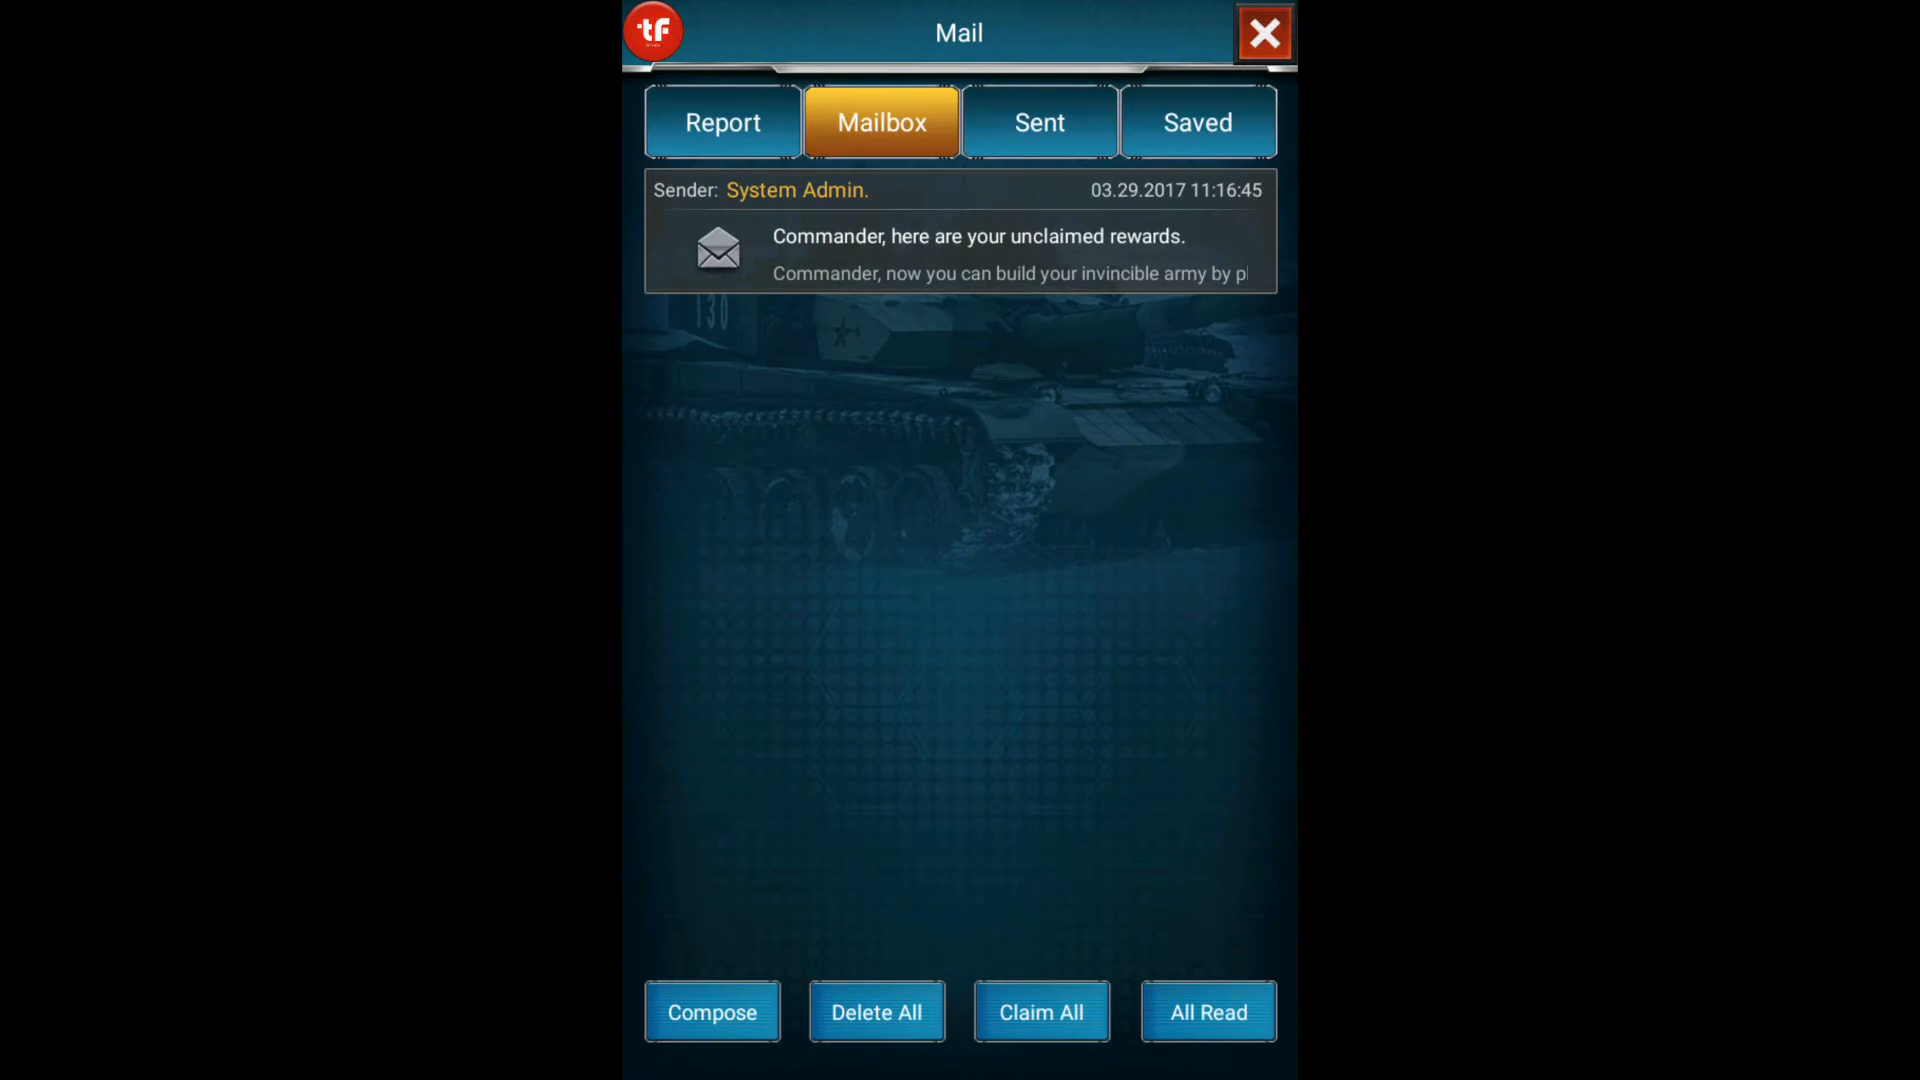 tF
Mail
Report
Mailbox
Sent
Saved
Sender: System Admin.
03.29.2017 11:16:45
Commander, here are your unclaimed rewards.
Commander, now you can build your invincible army by pl
130
Compose
Delete All
Claim All
All Read